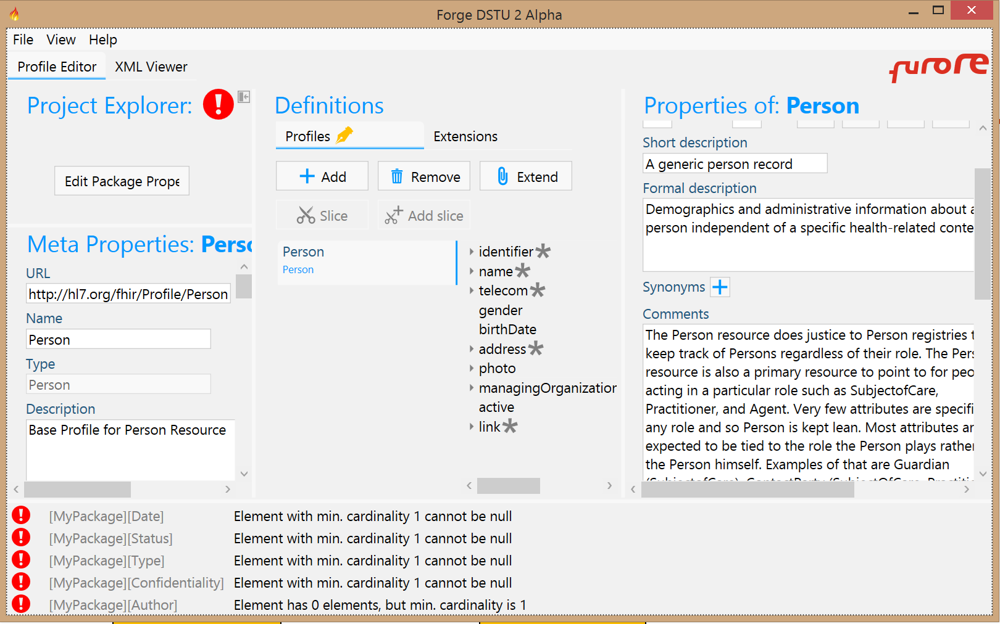 Forge DSTU 2 Alpha
File View Help
Profile Editor XML Viewer
furore
Project Explorer:
Edit Package Prope
Meta Properties: Perso
URL
http://hl7.org/fhir/Profile/Person
Name
Person
Type
Person
Description
Base Profile for Person Resource
Definitions
Profiles Extensions
Add Remove Extend
Slice Add slice
Person
Person
identifier
name
telecom
gender
birthDate
address
photo
managingOrganization
active
link
Properties of: Person
Short description
A generic person record
Formal description
Demographics and administrative information about a
person independent of a specific health-related conte
Synonyms
Comments
The Person resource does justice to Person registries t
keep track of Persons regardless of their role. The Pers
resource is also a primary resource to point to for peo
acting in a particular role such as SubjectofCare,
Practitioner, and Agent. Very few attributes are specifi
any role and so Person is kept lean. Most attributes ar
expected to be tied to the role the Person plays rather
the Person himself. Examples of that are Guardian
(SubjectofCare), ContactParty (SubjectOfCare, Practitio
[MyPackage][Date] Element with min. cardinality 1 cannot be null
[MyPackage][Status] Element with min. cardinality 1 cannot be null
[MyPackage][Type] Element with min. cardinality 1 cannot be null
[MyPackage][Confidentiality] Element with min. cardinality 1 cannot be null
[MyPackage][Author] Element has 0 elements, but min. cardinality is 1